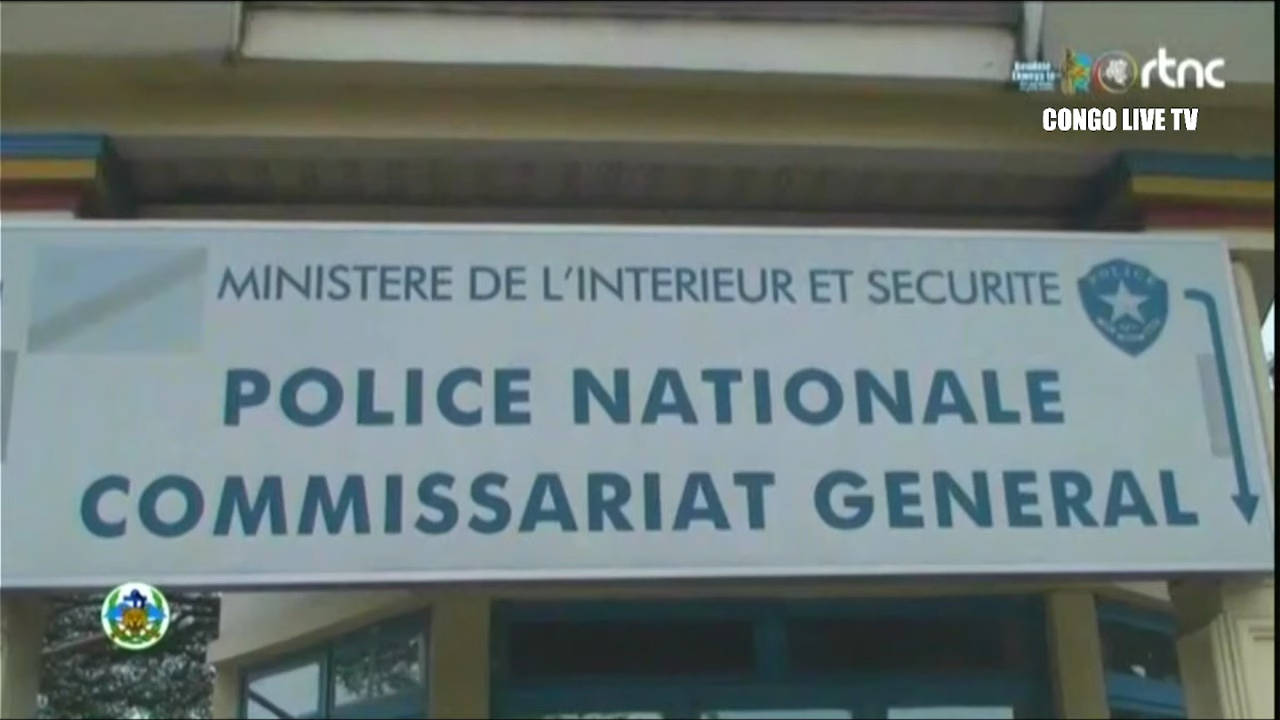 rtnc
CONGO LIVE TV
MINISTERE DE L'INTERIEUR ET SECURITE
POLICE
POLICE NATIONALE
COMMISSARIAT GENERAL